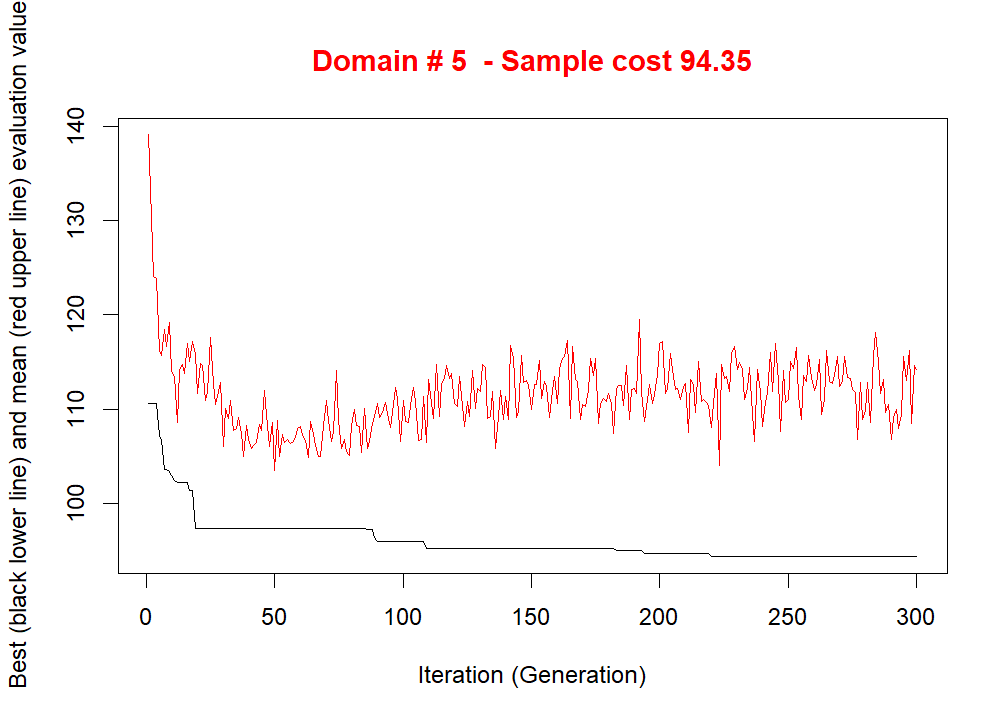 Domain # 5  - Sample cost 94.35
Best (black lower line) and mean (red upper line) evaluation value
140
130
120
110
100
0 50 100 150 200 250 300
Iteration (Generation)